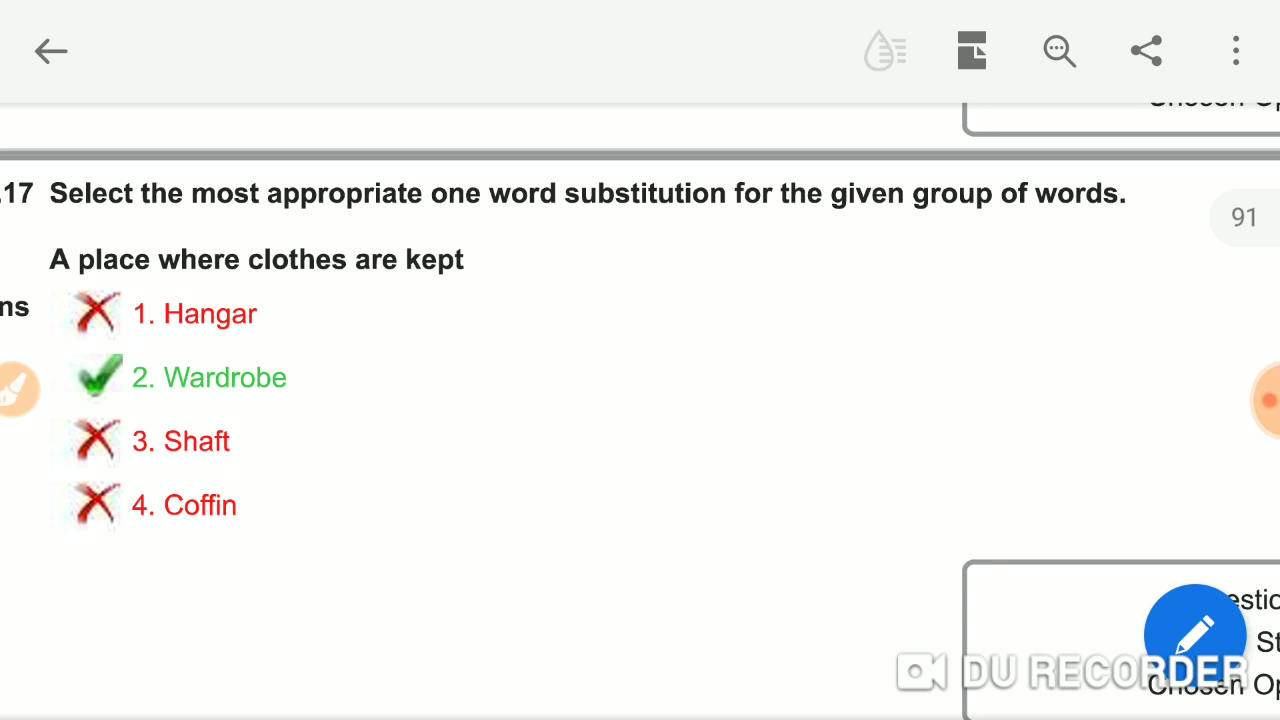 .17 Select the most appropriate one word substitution for the given group of words.
91
A place where clothes are kept
1. Hangar
2. Wardrobe
3. Shaft
4. Coffin
DU RECORDER